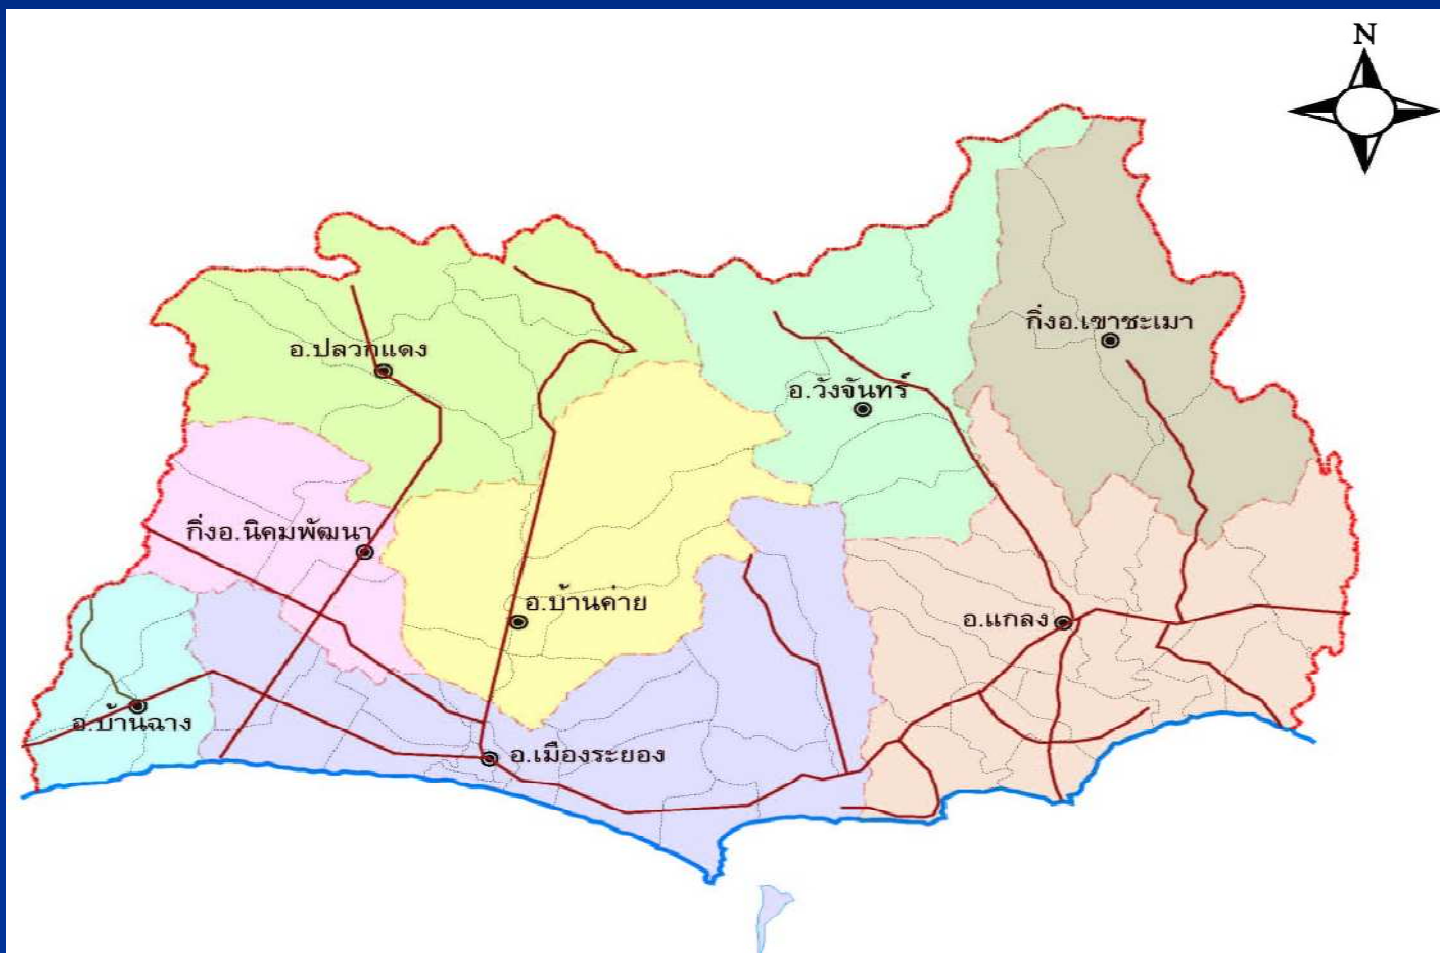 N
กิ่งอ.เขาชะเมา
อ.ปลวกแดง
อ.วังจันทร์
กิ่งอ.นิคมพัฒนา
อ.บ้านค่าย
อ.แกลง
อ.บ้านฉาง
อ.เมืองระยอง